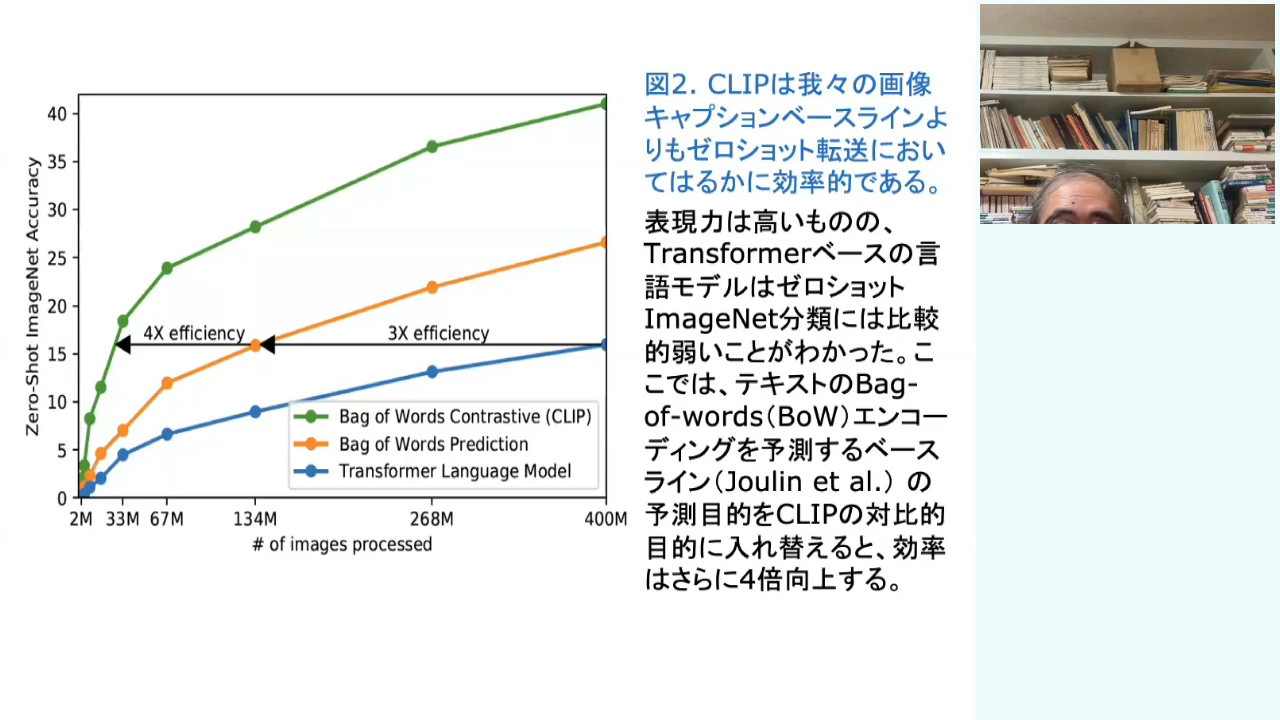 40
35
30
25
20
15
10
5
0
Zero-Shot ImageNet Accuracy
4X efficiency
3X efficiency
Bag of Words Contrastive (CLIP)
Bag of Words Prediction
Transformer Language Model
2M 33M 67M 134M 268M 400M
# of images processed
図2. CLIPは我々の画像
キャプションベースラインよ
りもゼロショット転送におい
てはるかに効率的である。
表現力は高いものの、
Transformerベースの言
語モデルはゼロショット
ImageNet分類には比較
的弱いことがわかった。こ
こでは、テキストのBag-
of-words（BoW）エンコー
ディングを予測するベース
ライン（Joulin et al.）の
予測目的をCLIPの対比的
目的に入れ替えると、効率
はさらに4倍向上する。